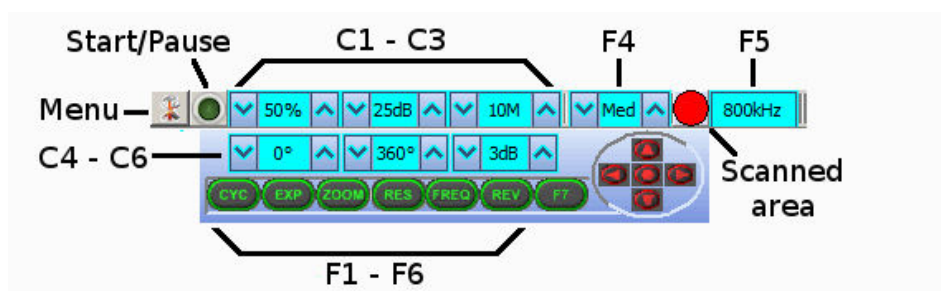 Start/Pause C1 - C3 F4 F5
Menu 50% 25dB 10M Med 800kHz
C4 - C6 0° 360° 3dB Scanned area
CYC EXP ZOOM RES FREQ REV F7
F1 - F6